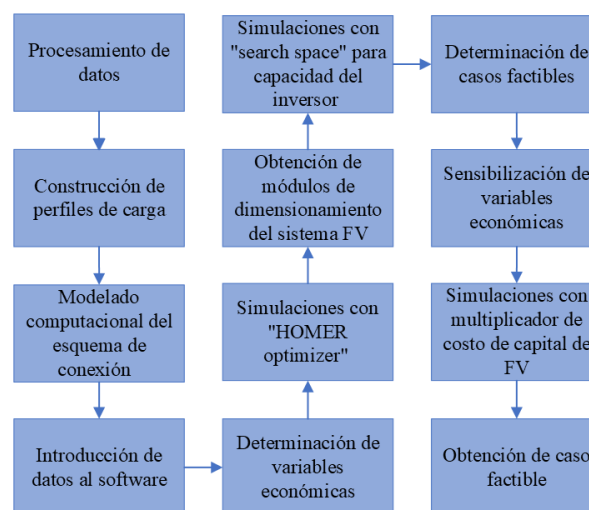 Procesamiento de
datos
Construcción de
perfiles de carga
Modelado
computacional del
esquema de
conexión
Introducción de
datos al software
Determinación de
variables
económicas
Simulaciones con
"HOMER
optimizer"
Obtención de
módulos de
dimensionamiento
del sistema FV
Simulaciones con
"search space" para
capacidad del
inversor
Determinación de
casos factibles
Sensibilización de
variables
económicas
Simulaciones con
multiplicador de
costo de capital de
FV
Obtención de caso
factible